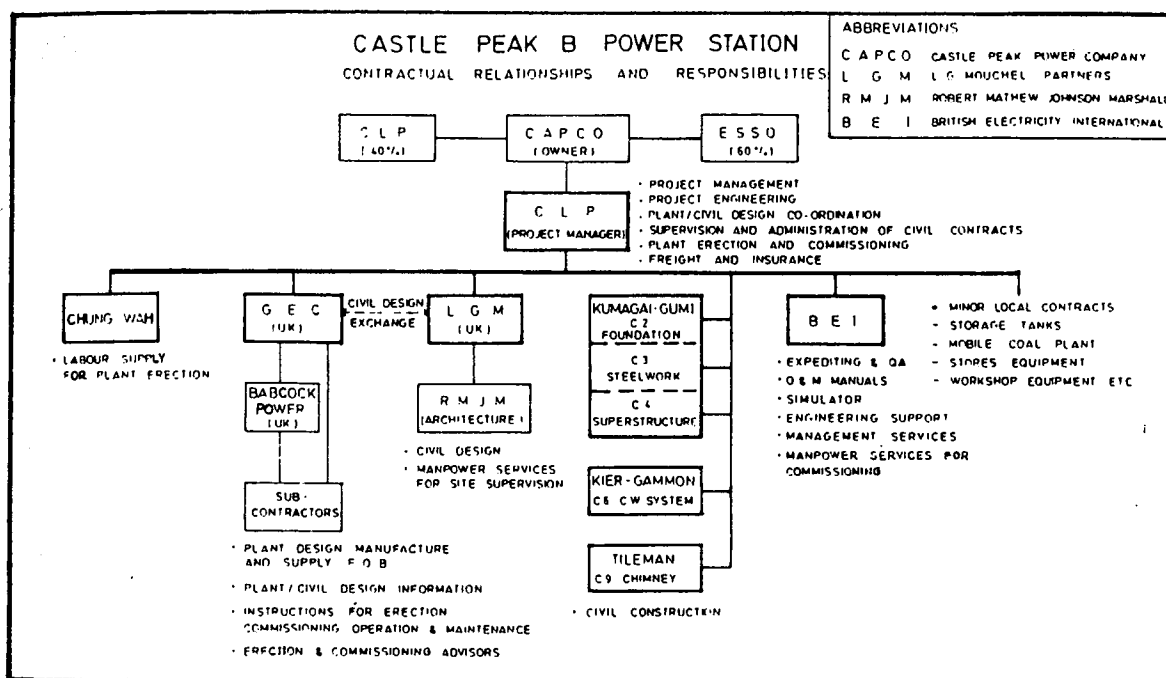 CASTLE PEAK B POWER STATION
CONTRACTUAL RELATIONSHIPS AND RESPONSIBILITIES
ABBREVIATIONS
CAPCO CASTLE PEAK POWER COMPANY
L G M L G MOUCHEL PARTNERS
R M J M ROBERT MATHEW JOHNSON MARSHALL
B E I BRITISH ELECTRICITY INTERNATIONAL
CLP
(40%)
CAPCO
(OWNER)
ESSO
(60%)
CLP
(PROJECT MANAGER)
· PROJECT MANAGEMENT
· PROJECT ENGINEERING
· PLANT/CIVIL DESIGN CO-ORDINATION
· SUPERVISION AND ADMINISTRATION OF CIVIL CONTRACTS
· PLANT ERECTION AND COMMISSIONING
· FREIGHT AND INSURANCE
CHUNG WAH
· LABOUR SUPPLY
FOR PLANT ERECTION
G E C
(UK)
CIVIL DESIGN
EXCHANGE
L G M
(UK)
BABCOCK
POWER
(UK)
SUB-
CONTRACTORS
· PLANT DESIGN MANUFACTURE
AND SUPPLY F O B
· PLANT/CIVIL DESIGN INFORMATION
· INSTRUCTIONS FOR ERECTION
COMMISSIONING OPERATION & MAINTENANCE
· ERECTION & COMMISSIONING ADVISORS
R M J M
(ARCHITECTURE)
· CIVIL DESIGN
· MANPOWER SERVICES
FOR SITE SUPERVISION
KUMAGAI-GUMI
C2
FOUNDATION
C3
STEELWORK
C4
SUPERSTRUCTURE
KIER-GAMMON
C6 CW SYSTEM
TILEMAN
C9 CHIMNEY
· CIVIL CONSTRUCTION
B E I
· EXPEDITING & QA
· O & M MANUALS
· SIMULATOR
· ENGINEERING SUPPORT
· MANAGEMENT SERVICES
· MANPOWER SERVICES FOR
COMMISSIONING
• MINOR LOCAL CONTRACTS
- STORAGE TANKS
- MOBILE COAL PLANT
- STORES EQUIPMENT
- WORKSHOP EQUIPMENT ETC